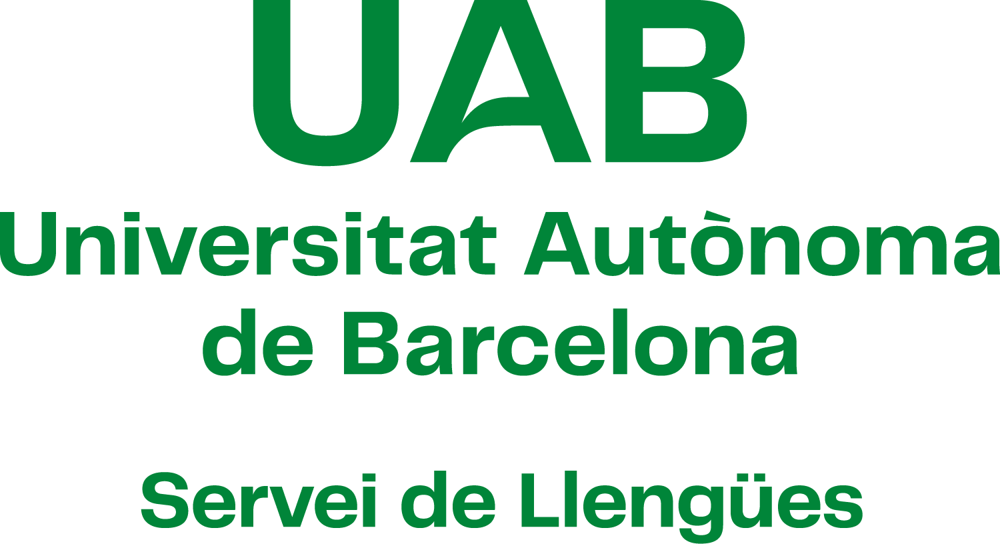 UAB
Universitat Autònoma
de Barcelona
Servei de Llengües